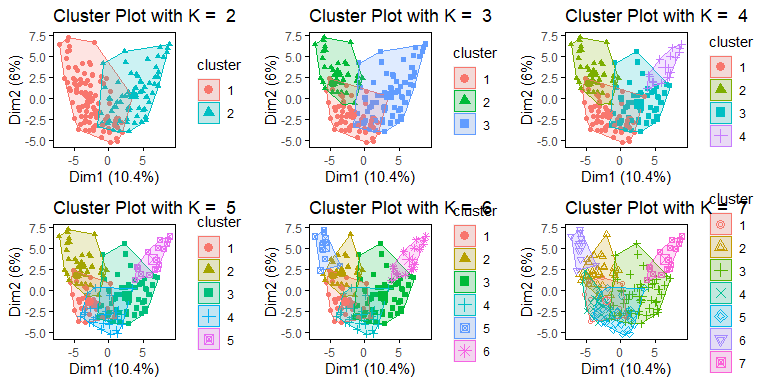 Cluster Plot with K = 2
7.5
5.0
2.5
0.0
-2.5
-5.0
Dim2 (6%)
-5 0 5
Dim1 (10.4%)
cluster
1
2
Cluster Plot with K = 3
7.5
5.0
2.5
0.0
-2.5
-5.0
Dim2 (6%)
-5 0 5
Dim1 (10.4%)
cluster
1
2
3
Cluster Plot with K = 4
7.5
5.0
2.5
0.0
-2.5
-5.0
Dim2 (6%)
-5 0 5
Dim1 (10.4%)
cluster
1
2
3
4
Cluster Plot with K = 5
7.5
5.0
2.5
0.0
-2.5
-5.0
Dim2 (6%)
-5 0 5
Dim1 (10.4%)
cluster
1
2
3
4
5
Cluster Plot with K = 6
7.5
5.0
2.5
0.0
-2.5
-5.0
Dim2 (6%)
-5 0 5
Dim1 (10.4%)
cluster
1
2
3
4
5
6
Cluster Plot with K = 7
7.5
5.0
2.5
0.0
-2.5
-5.0
Dim2 (6%)
-5 0 5
Dim1 (10.4%)
cluster
1
2
3
4
5
6
7